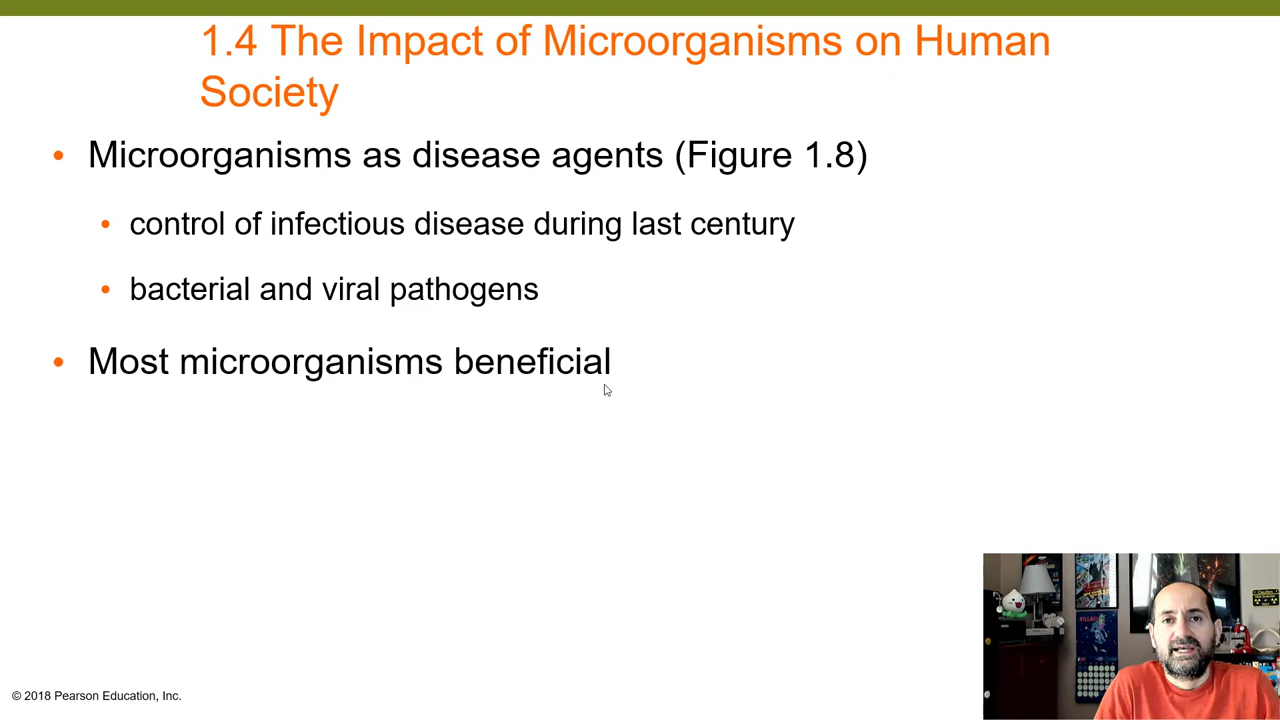 1.4 The Impact of Microorganisms on Human
Society
• Microorganisms as disease agents (Figure 1.8)
• control of infectious disease during last century
• bacterial and viral pathogens
• Most microorganisms beneficial
Caution
© 2018 Pearson Education, Inc.